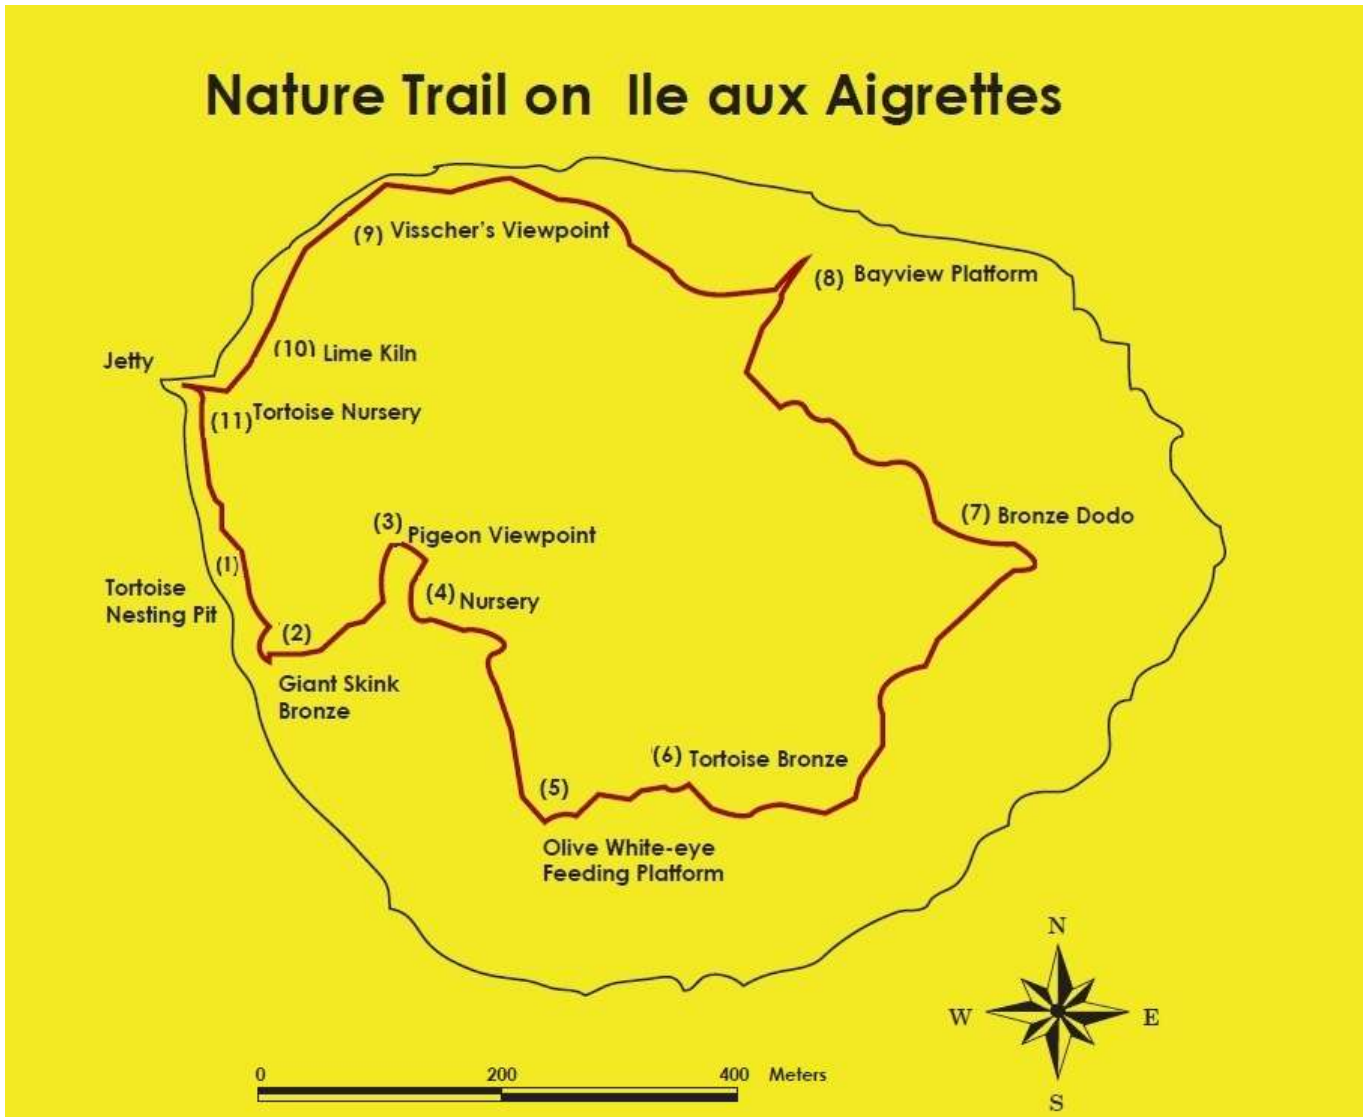 Nature Trail on Ile aux Aigrettes
(9) Visscher's Viewpoint
(8) Bayview Platform
(10) Lime Kiln
Jetty
(11) Tortoise Nursery
(7) Bronze Dodo
(3) Pigeon Viewpoint
(1)
Tortoise
Nesting Pit
(4) Nursery
(2)
Giant Skink
Bronze
(6) Tortoise Bronze
(5)
Olive White-eye
Feeding Platform
N
W E
S
0 200 400 Meters